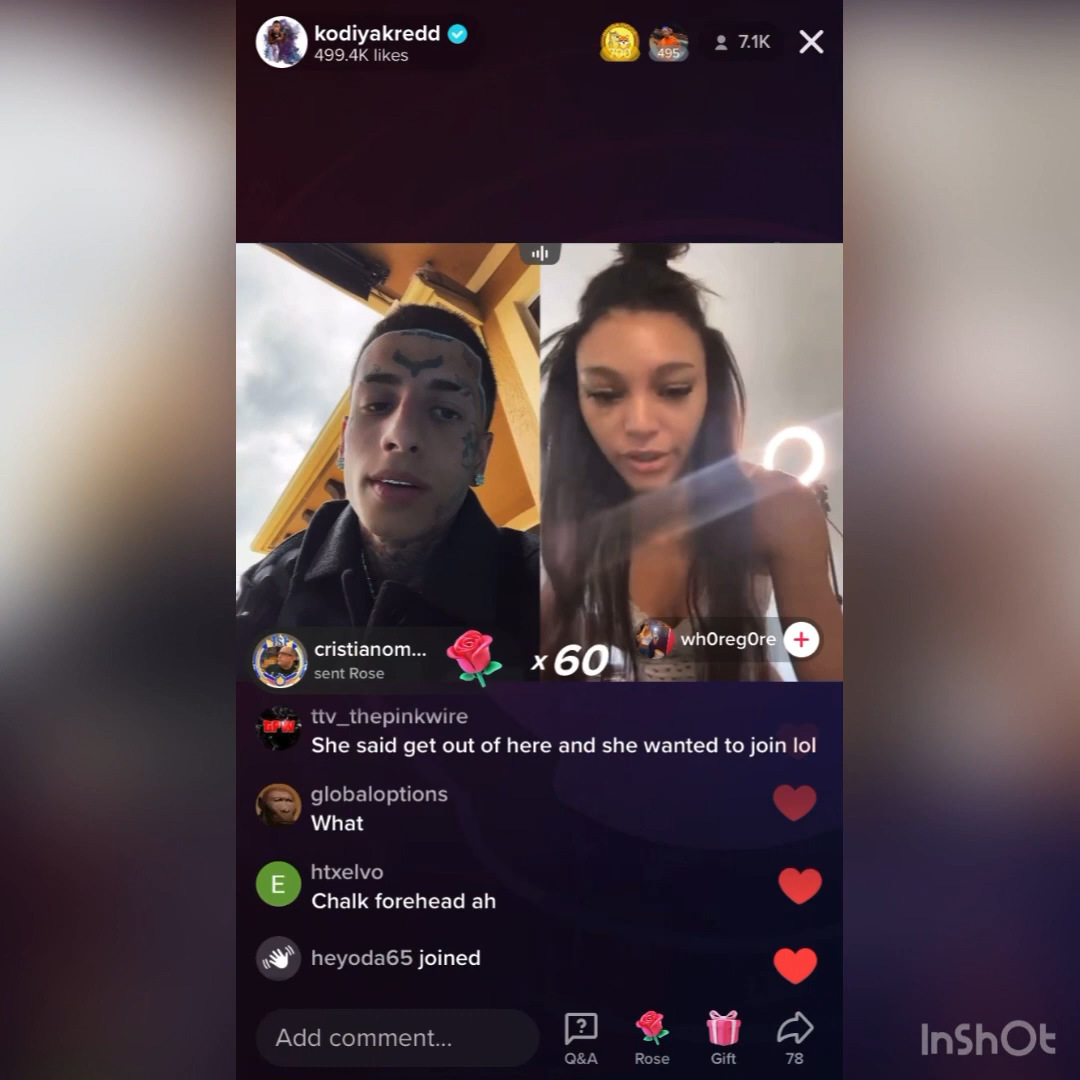 kodiyakredd
499.4K likes
700
495
7.1K
wh0reg0re
cristianom...
sent Rose
x 60
ttv_thepinkwire
She said get out of here and she wanted to join lol
globaloptions
What
E
htxelvo
Chalk forehead ah
heyoda65 joined
Add comment...
Q&A
Rose
Gift
78
InShOt